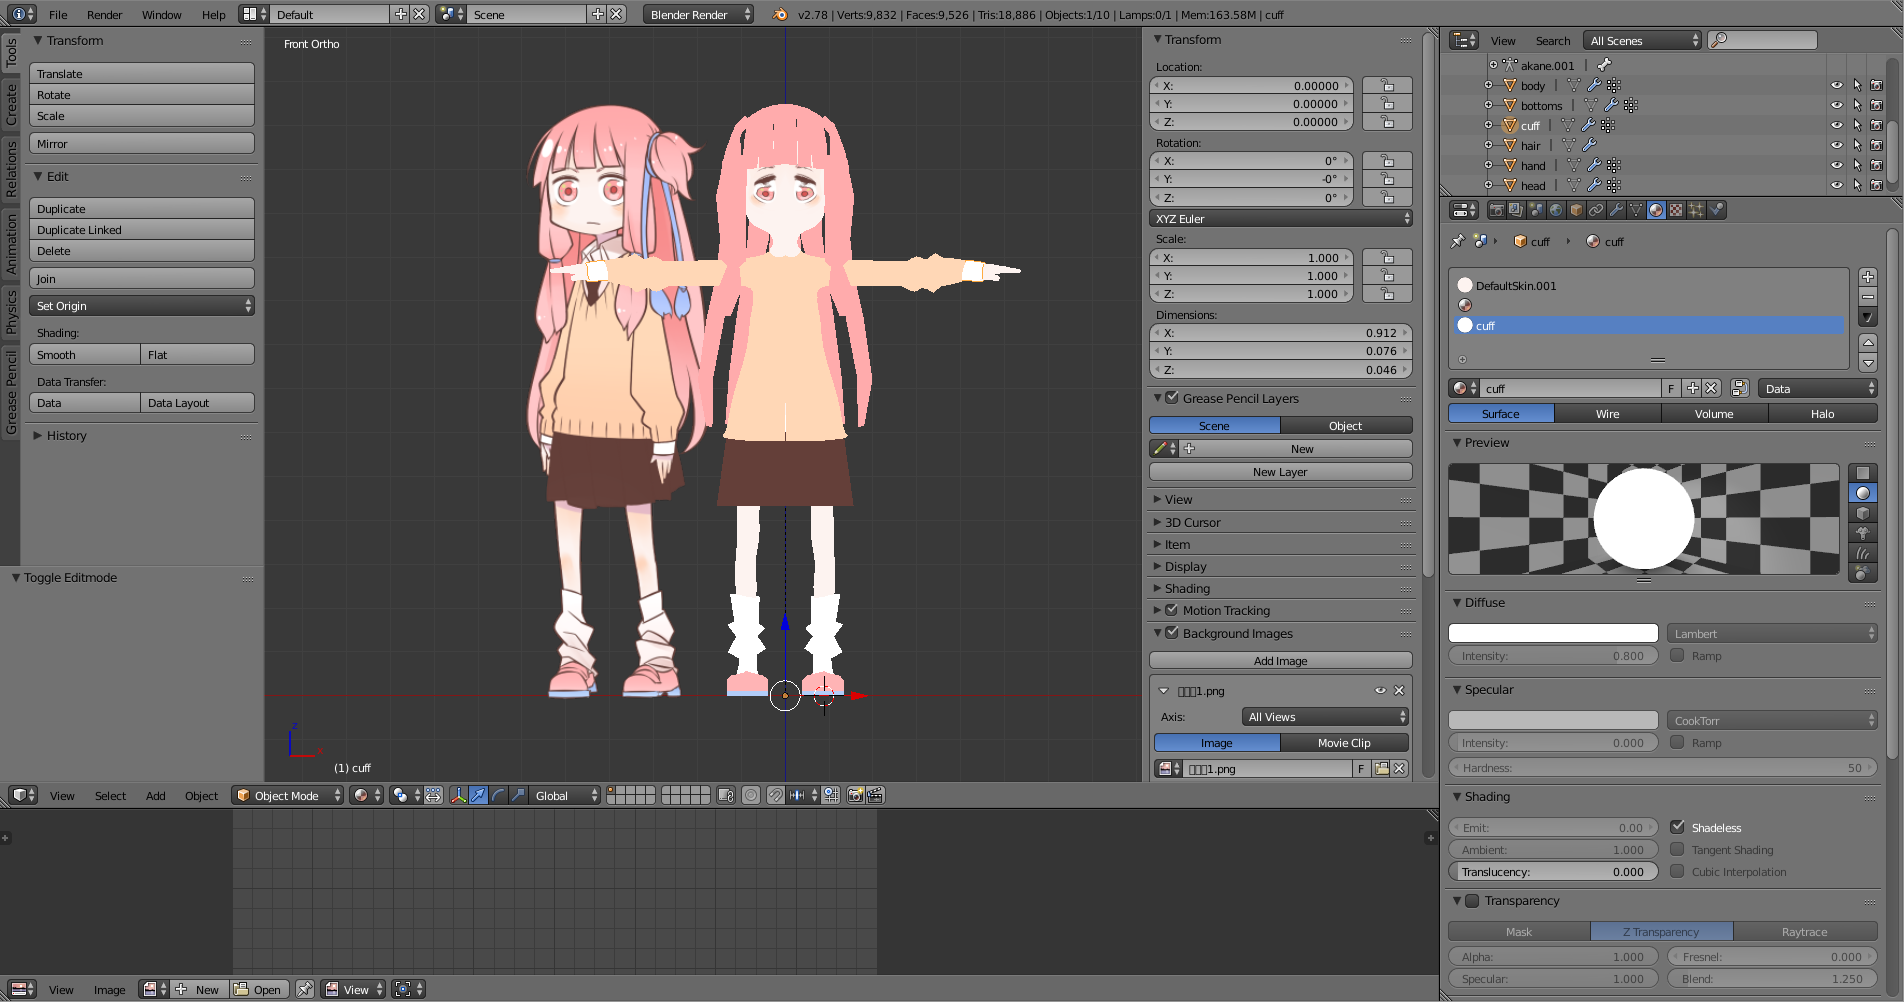 File Render Window Help Default Scene Blender Render v2.78 | Verts:9,832 | Faces:9,526 | Tris:18,886 | Objects:1/10 | Lamps:0/1 | Mem:163.58M | cuff
Tools
Create
Relations
Animation
Physics
Grease Pencil
Transform
Translate
Rotate
Scale
Mirror
Edit
Duplicate
Duplicate Linked
Delete
Join
Set Origin
Shading:
Smooth Flat
Data Transfer:
Data Data Layout
History
Toggle Editmode
Front Ortho
z
(1) cuff
Transform
Location:
X: 0.00000
Y: 0.00000
Z: 0.00000
Rotation:
X: 0°
Y: -0°
Z: 0°
XYZ Euler
Scale:
X: 1.000
Y: 1.000
Z: 1.000
Dimensions:
X: 0.912
Y: 0.076
Z: 0.046
Grease Pencil Layers
Scene Object
New
New Layer
View
3D Cursor
Item
Display
Shading
Motion Tracking
Background Images
Add Image
□□□1.png
Axis: All Views
Image Movie Clip
□□□1.png F
View Select Add Object Object Mode Global
View Image New Open View
View Search All Scenes
akane.001
body
bottoms
cuff
hair
hand
head
cuff cuff
DefaultSkin.001
cuff
cuff F Data
Surface Wire Volume Halo
Preview
Diffuse
Lambert
Intensity: 0.800 Ramp
Specular
CookTorr
Intensity: 0.000 Ramp
Hardness: 50
Shading
Emit: 0.00 Shadeless
Ambient: 1.000 Tangent Shading
Translucency: 0.000 Cubic Interpolation
Transparency
Mask Z Transparency Raytrace
Alpha: 1.000 Fresnel: 0.000
Specular: 1.000 Blend: 1.250